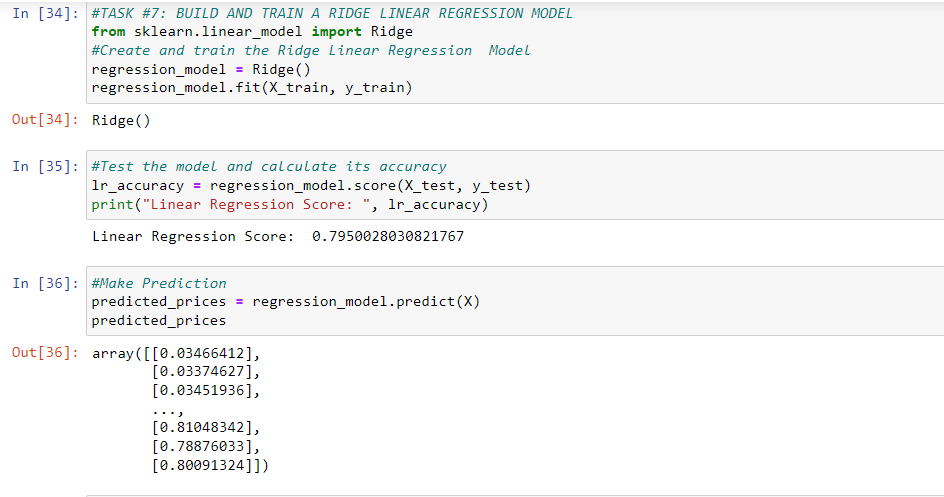 In [34]: #TASK #7: BUILD AND TRAIN A RIDGE LINEAR REGRESSION MODEL
from sklearn.linear_model import Ridge
#Create and train the Ridge Linear Regression  Model
regression_model = Ridge()
regression_model.fit(X_train, y_train)
Out[34]: Ridge()
In [35]: #Test the model and calculate its accuracy
lr_accuracy = regression_model.score(X_test, y_test)
print("Linear Regression Score: ", lr_accuracy)
Linear Regression Score:  0.7950028030821767
In [36]: #Make Prediction
predicted_prices = regression_model.predict(X)
predicted_prices
Out[36]: array([[0.03466412],
[0.03374627],
[0.03451936],
...,
[0.81048342],
[0.78876033],
[0.80091324]])